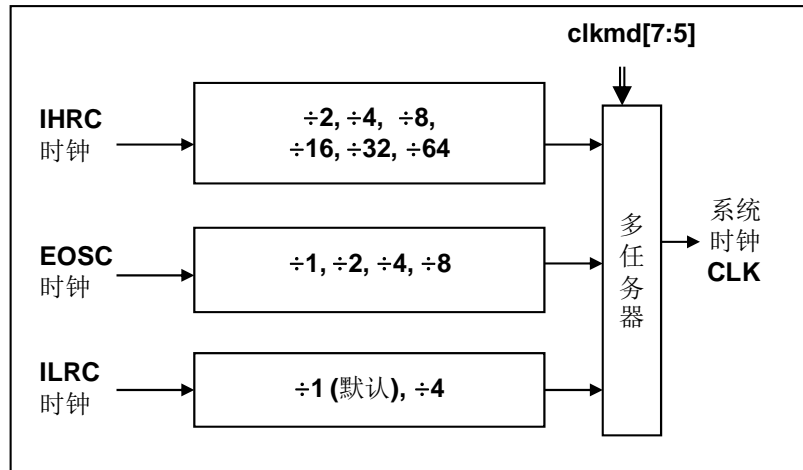 clkmd[7:5]
IHRC
时钟
÷2, ÷4, ÷8,
÷16, ÷32, ÷64
EOSC
时钟
÷1, ÷2, ÷4, ÷8
ILRC
时钟
÷1 (默认), ÷4
多
任
务
器
系统
时钟
CLK